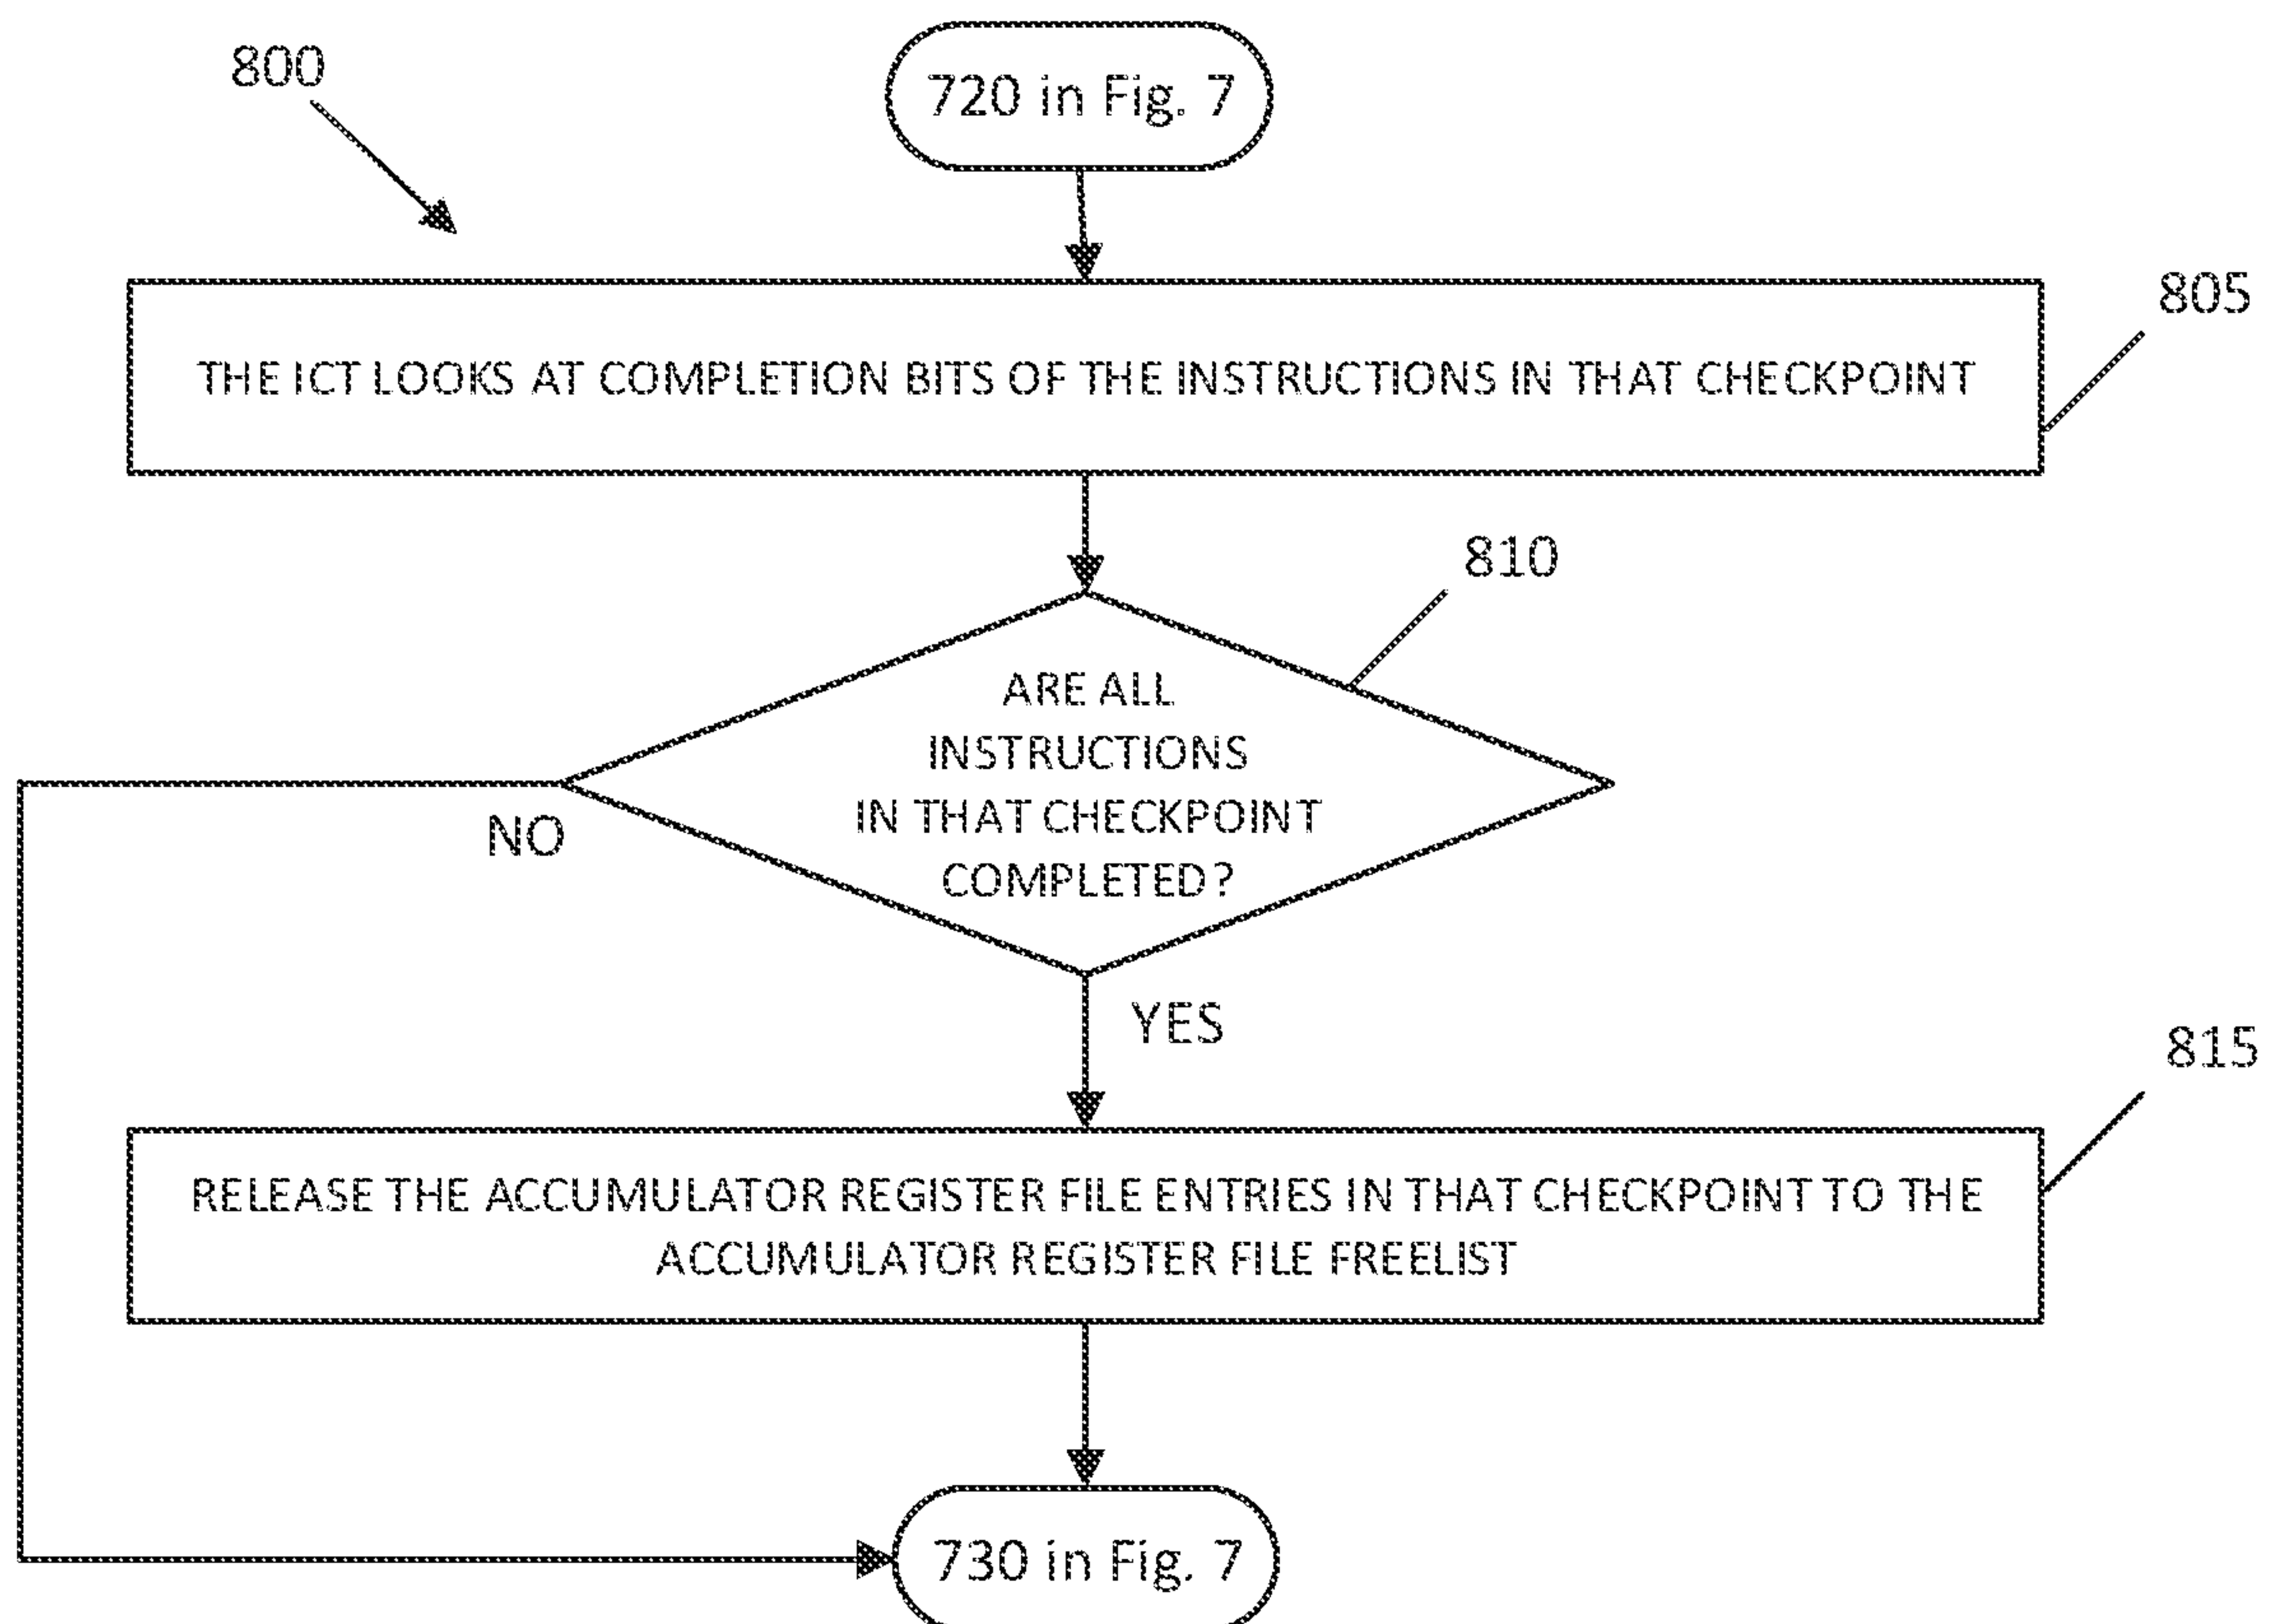 800
720 in Fig. 7
805
THE ICT LOOKS AT COMPLETION BITS OF THE INSTRUCTIONS IN THAT CHECKPOINT
810
ARE ALL
INSTRUCTIONS
IN THAT CHECKPOINT
COMPLETED?
NO
YES
815
RELEASE THE ACCUMULATOR REGISTER FILE ENTRIES IN THAT CHECKPOINT TO THE
ACCUMULATOR REGISTER FILE FREELIST
730 in Fig. 7